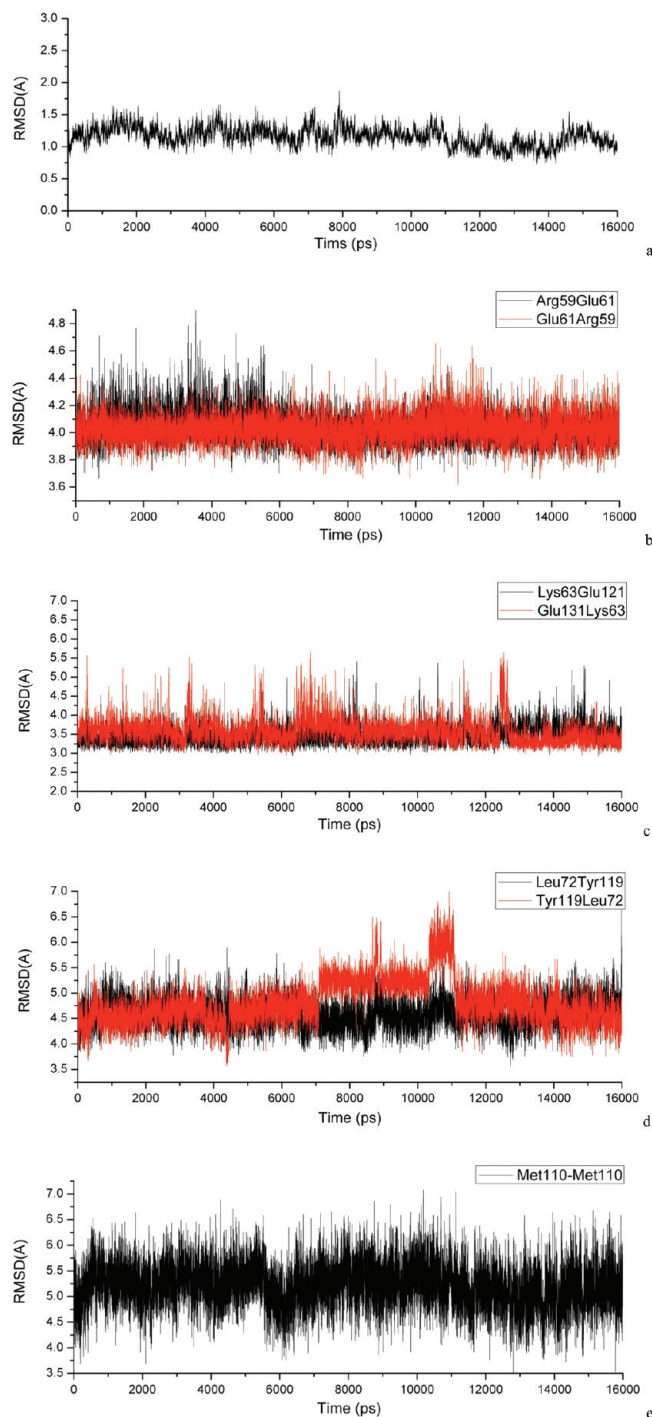 3.0
2.5
2.0
1.5
1.0
0.5
0.0
RMSD(A)
0 2000 4000 6000 8000 10000 12000 14000 16000
Tims (ps)
a
Arg59Glu61
Glu61Arg59
4.8
4.6
4.4
4.2
4.0
3.8
3.6
RMSD(A)
0 2000 4000 6000 8000 10000 12000 14000 16000
Time (ps)
b
Lys63Glu121
Glu131Lys63
7.0
6.5
6.0
5.5
5.0
4.5
4.0
3.5
3.0
2.5
2.0
RMSD(A)
0 2000 4000 6000 8000 10000 12000 14000 16000
Time (ps)
c
Leu72Tyr119
Tyr119Leu72
7.0
6.5
6.0
5.5
5.0
4.5
4.0
3.5
RMSD(A)
0 2000 4000 6000 8000 10000 12000 14000 16000
Time (ps)
d
Met110-Met110
7.0
6.5
6.0
5.5
5.0
4.5
4.0
3.5
RMSD(A)
0 2000 4000 6000 8000 10000 12000 14000 16000
Time (ps)
e